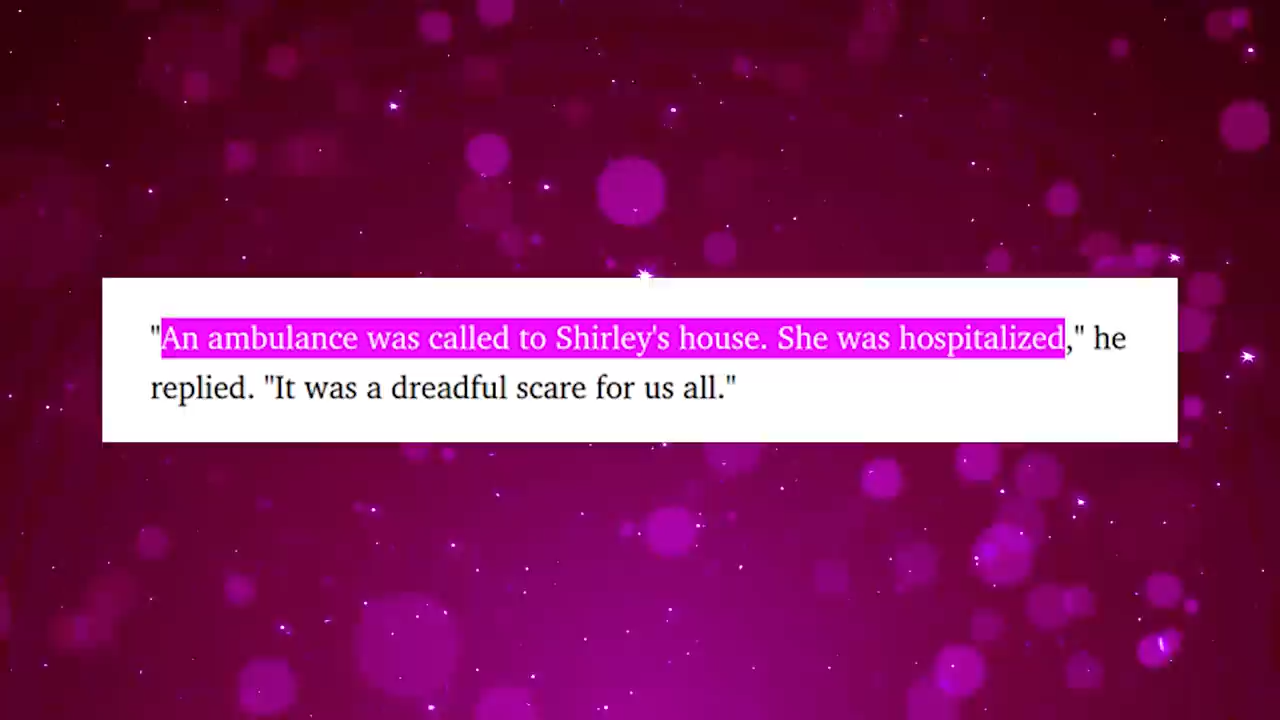 "An ambulance was called to Shirley's house. She was hospitalized," he
replied. "It was a dreadful scare for us all."